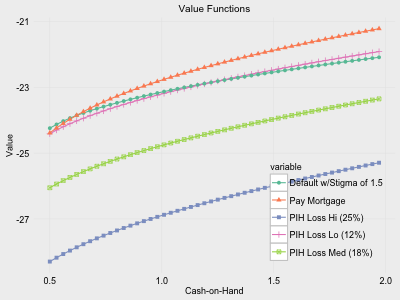 Value Functions
-21
-23
-25
-27
Value
variable
Default w/Stigma of 1.5
Pay Mortgage
PIH Loss Hi (25%)
PIH Loss Lo (12%)
PIH Loss Med (18%)
0.5
1.0
1.5
2.0
Cash-on-Hand